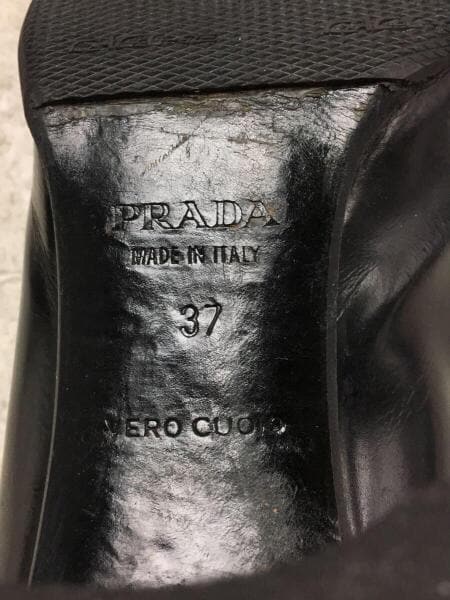 PRADA
MADE IN ITALY
37
VERO CUOIO